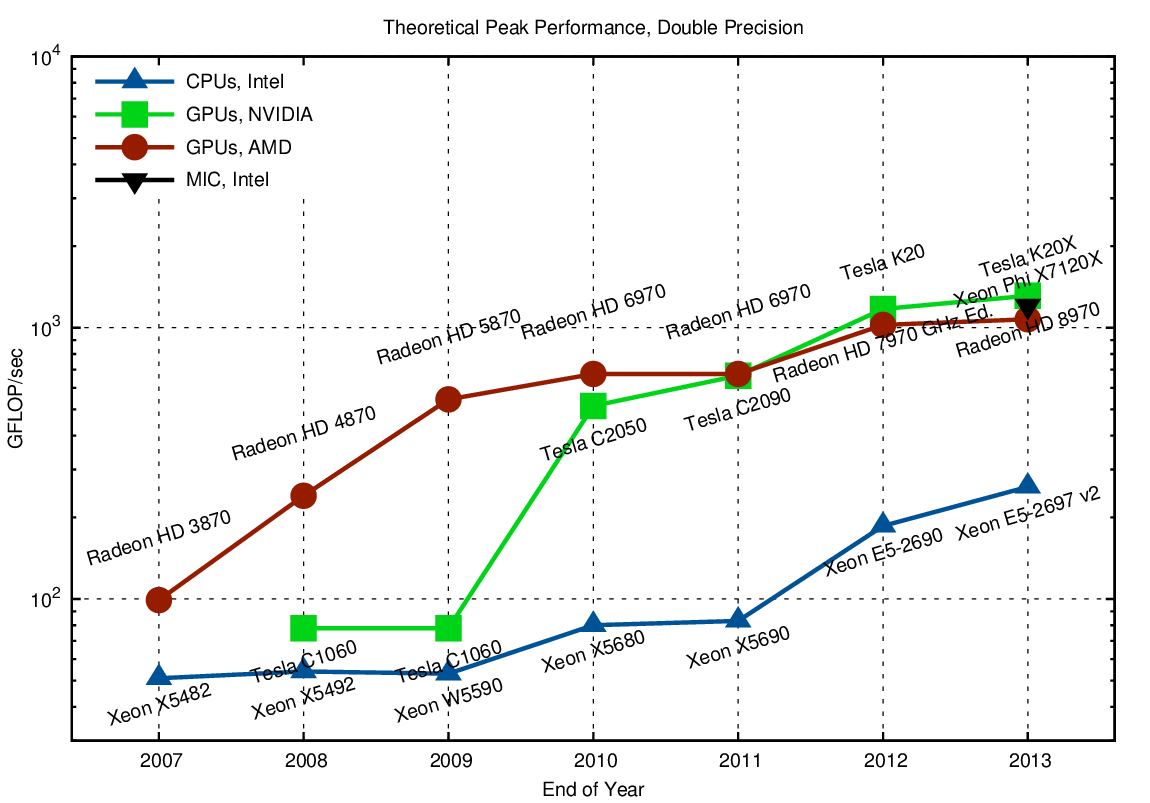 Theoretical Peak Performance, Double Precision
10^4
CPUs, Intel
GPUs, NVIDIA
GPUs, AMD
MIC, Intel
Tesla K20
Tesla K20X
Xeon Phi X7120X
Radeon HD 5870
Radeon HD 6970
Radeon HD 6970
10^3
Radeon HD 7970 GHz Ed.
Radeon HD 8970
GFLOP/sec
Radeon HD 4870
Tesla C2050
Tesla C2090
Radeon HD 3870
Xeon E5-2690
Xeon E5-2697 v2
10^2
Tesla C1060
Tesla C1060
Xeon X5680
Xeon X5690
Xeon X5482
Xeon X5492
Xeon W5590
2007 2008 2009 2010 2011 2012 2013
End of Year